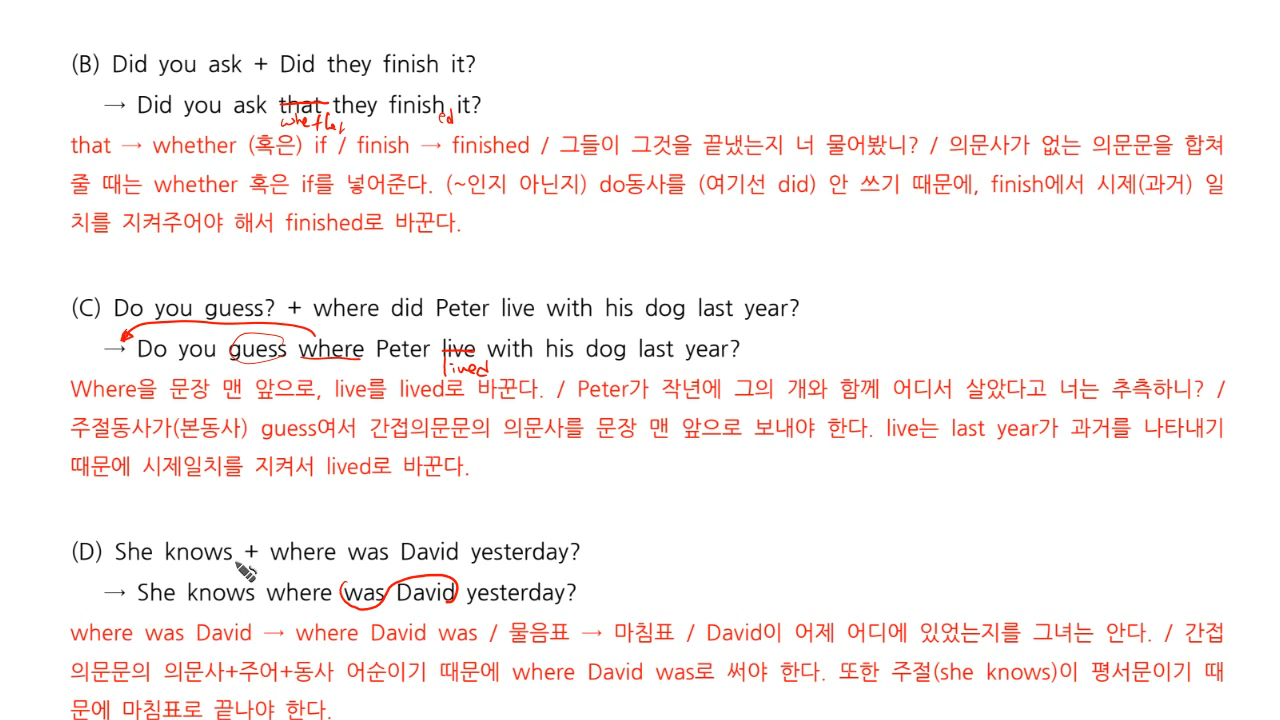 (B) Did you ask + Did they finish it?
→ Did you ask that they finish it?
whether ed
that → whether (혹은) if / finish → finished / 그들이 그것을 끝냈는지 너 물어봤니? / 의문사가 없는 의문문을 합쳐
줄 때는 whether 혹은 if를 넣어준다. (~인지 아닌지) do동사를 (여기선 did) 안 쓰기 때문에, finish에서 시제(과거) 일
치를 지켜주어야 해서 finished로 바꾼다.
(C) Do you guess? + where did Peter live with his dog last year?
→ Do you guess where Peter live with his dog last year?
lived
Where을 문장 맨 앞으로, live를 lived로 바꾼다. / Peter가 작년에 그의 개와 함께 어디서 살았다고 너는 추측하니? /
주절동사가(본동사) guess여서 간접의문문의 의문사를 문장 맨 앞으로 보내야 한다. live는 last year가 과거를 나타내기
때문에 시제일치를 지켜서 lived로 바꾼다.
(D) She knows + where was David yesterday?
→ She knows where was David yesterday?
where was David → where David was / 물음표 → 마침표 / David이 어제 어디에 있었는지를 그녀는 안다. / 간접
의문문의 의문사+주어+동사 어순이기 때문에 where David was로 써야 한다. 또한 주절(she knows)이 평서문이기 때
문에 마침표로 끝나야 한다.